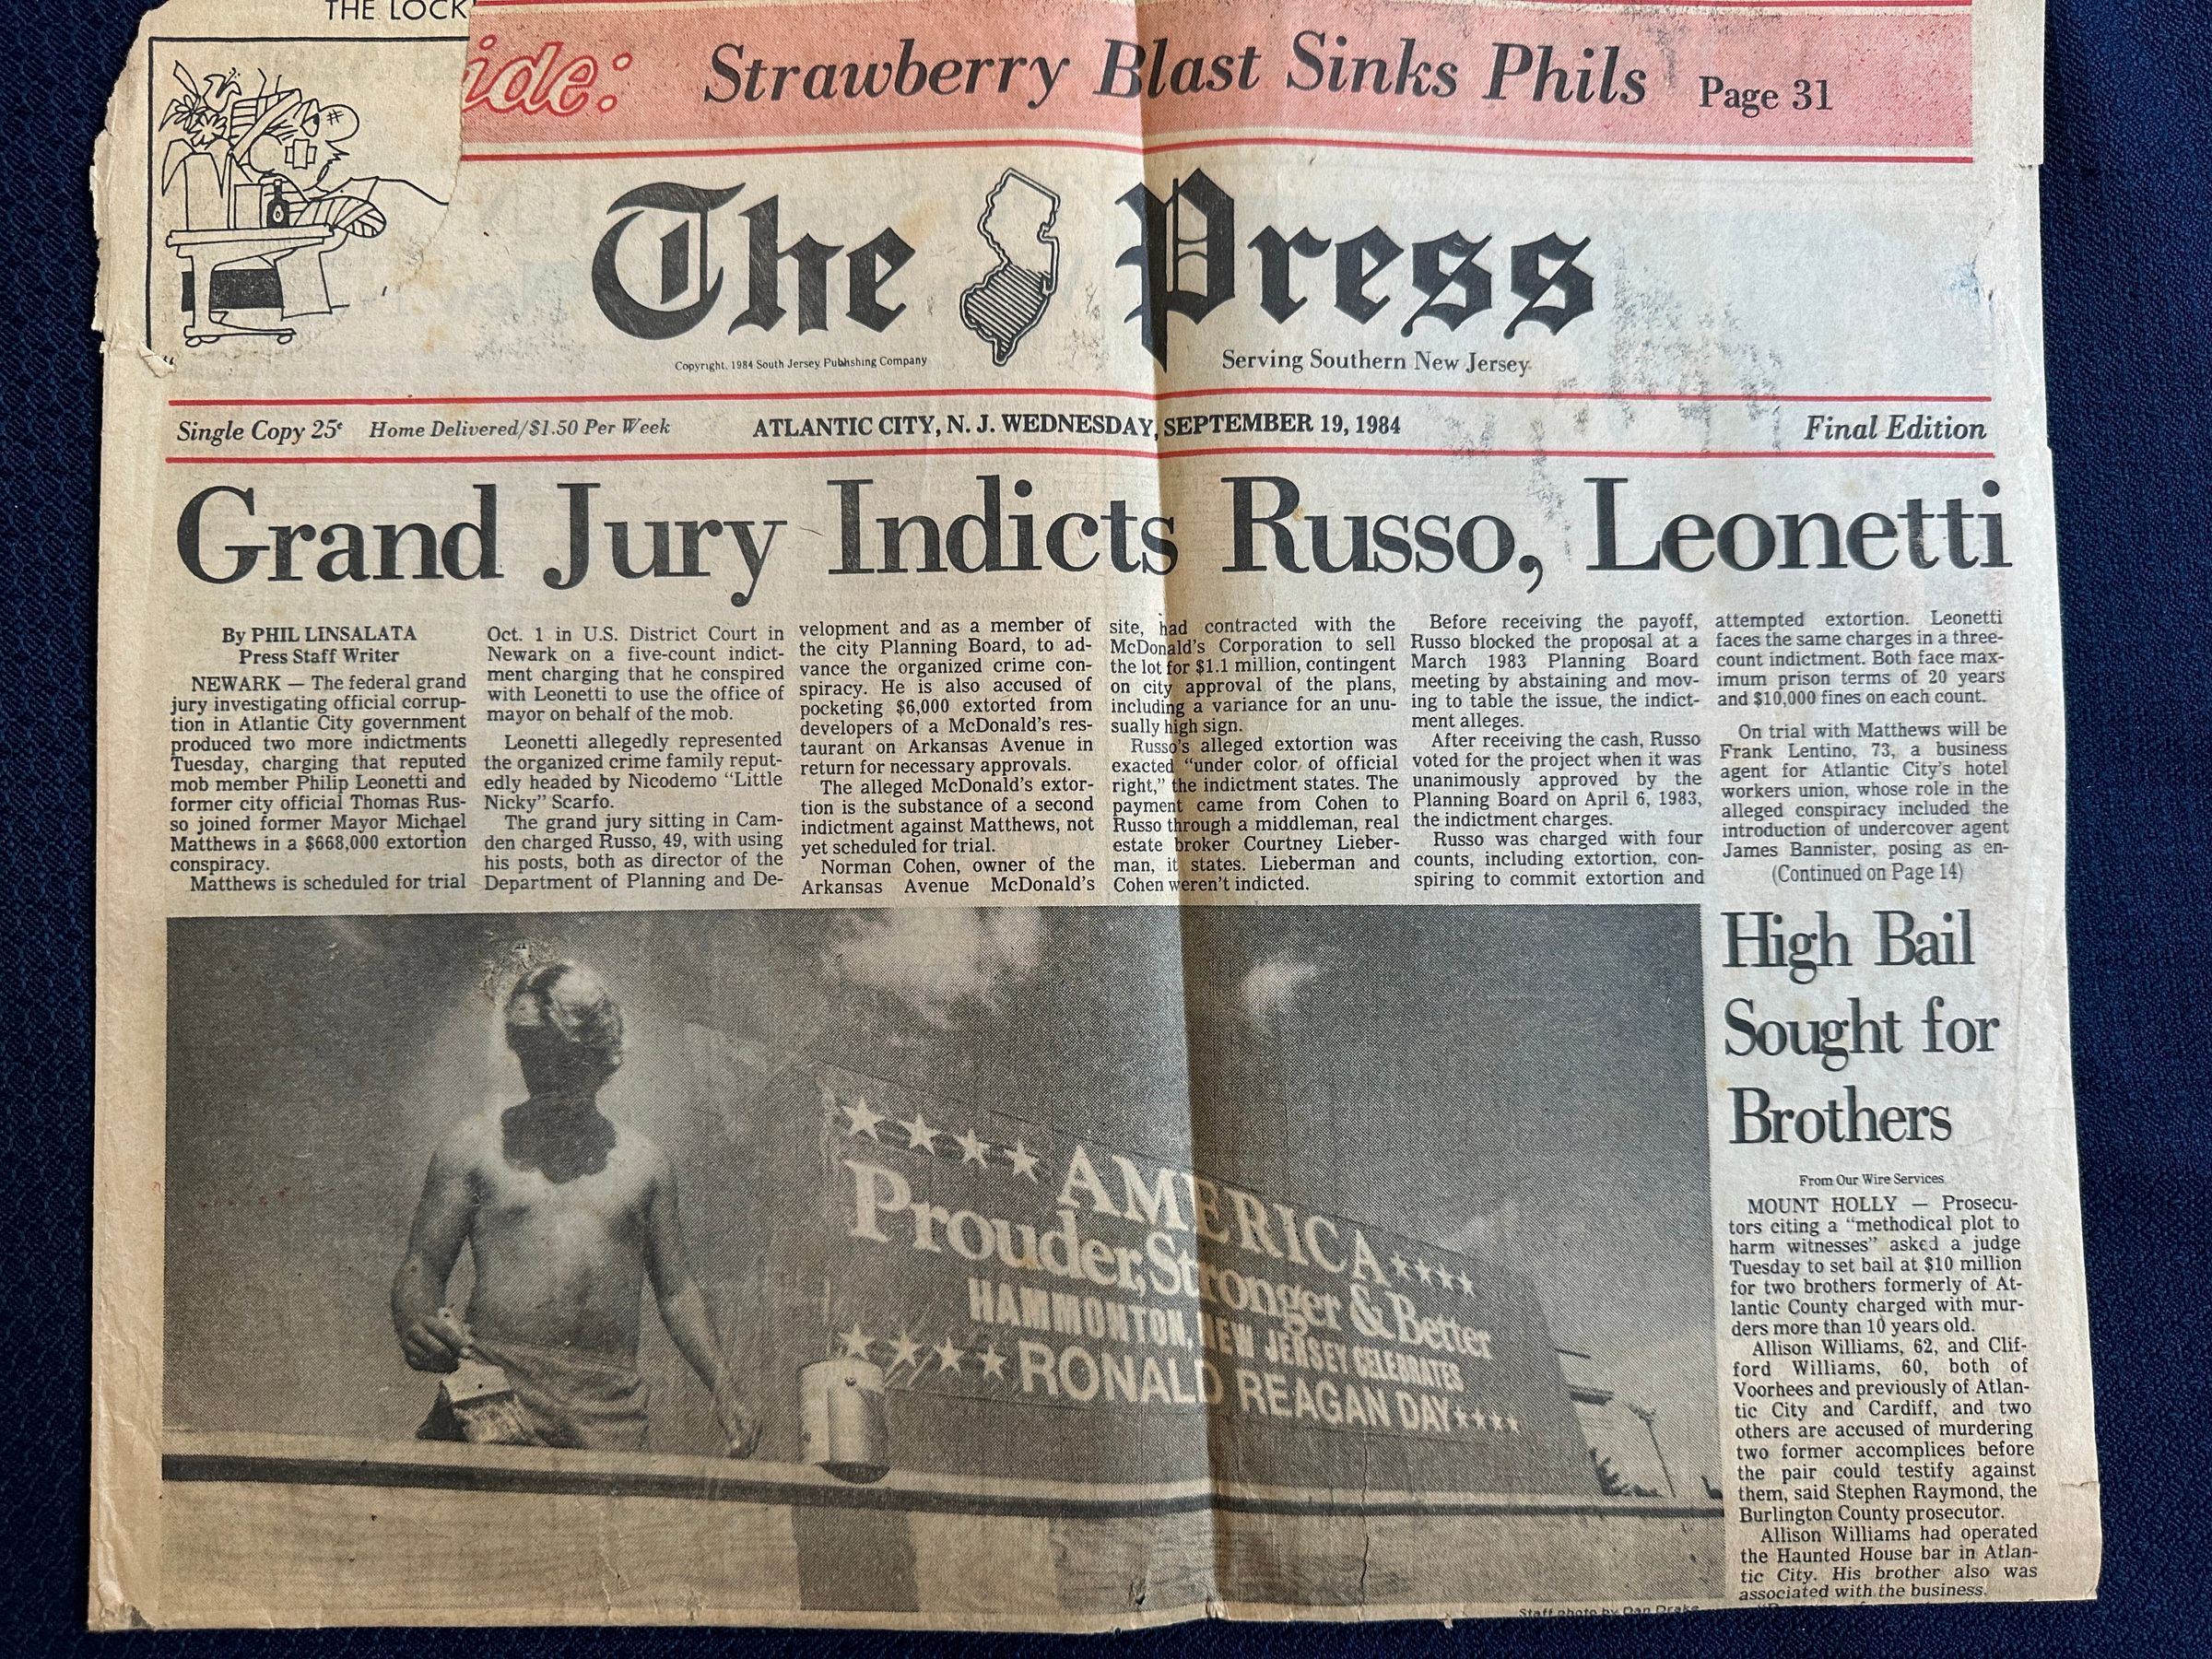 THE LOCK
ide: Strawberry Blast Sinks Phils Page 31
The Press
Copyright, 1984 South Jersey Publishing Company
Serving Southern New Jersey
Single Copy 25¢ Home Delivered/$1.50 Per Week ATLANTIC CITY, N. J. WEDNESDAY, SEPTEMBER 19, 1984 Final Edition
Grand Jury Indicts Russo, Leonetti
By PHIL LINSALATA
Press Staff Writer
NEWARK — The federal grand
jury investigating official corrup-
tion in Atlantic City government
produced two more indictments
Tuesday, charging that reputed
mob member Philip Leonetti and
former city official Thomas Rus-
so joined former Mayor Michael
Matthews in a $668,000 extortion
conspiracy.
Matthews is scheduled for trial
Oct. 1 in U.S. District Court in
Newark on a five-count indict-
ment charging that he conspired
with Leonetti to use the office of
mayor on behalf of the mob.
Leonetti allegedly represented
the organized crime family reput-
edly headed by Nicodemo “Little
Nicky” Scarfo.
The grand jury sitting in Cam-
den charged Russo, 49, with using
his posts, both as director of the
Department of Planning and De-
velopment and as a member of
the city Planning Board, to ad-
vance the organized crime con-
spiracy. He is also accused of
pocketing $6,000 extorted from
developers of a McDonald’s res-
taurant on Arkansas Avenue in
return for necessary approvals.
The alleged McDonald’s extor-
tion is the substance of a second
indictment against Matthews, not
yet scheduled for trial.
Norman Cohen, owner of the
Arkansas Avenue McDonald’s
site, had contracted with the
McDonald’s Corporation to sell
the lot for $1.1 million, contingent
on city approval of the plans,
including a variance for an unu-
sually high sign.
Russo’s alleged extortion was
exacted “under color of official
right,” the indictment states. The
payment came from Cohen to
Russo through a middleman, real
estate broker Courtney Lieber-
man, it states. Lieberman and
Cohen weren’t indicted.
Before receiving the payoff,
Russo blocked the proposal at a
March 1983 Planning Board
meeting by abstaining and mov-
ing to table the issue, the indict-
ment alleges.
After receiving the cash, Russo
voted for the project when it was
unanimously approved by the
Planning Board on April 6, 1983,
the indictment charges.
Russo was charged with four
counts, including extortion, con-
spiring to commit extortion and
attempted extortion. Leonetti
faces the same charges in a three-
count indictment. Both face max-
imum prison terms of 20 years
and $10,000 fines on each count.
On trial with Matthews will be
Frank Lentino, 73, a business
agent for Atlantic City’s hotel
workers union, whose role in the
alleged conspiracy included the
introduction of undercover agent
James Bannister, posing as en-
(Continued on Page 14)
AMERICA
Prouder, Stronger & Better
HAMMONTON, NEW JERSEY CELEBRATES
RONALD REAGAN DAY
Staff photo by Dan Drake
High Bail
Sought for
Brothers
From Our Wire Services
MOUNT HOLLY — Prosecu-
tors citing a “methodical plot to
harm witnesses” asked a judge
Tuesday to set bail at $10 million
for two brothers formerly of At-
lantic County charged with mur-
ders more than 10 years old.
Allison Williams, 62, and Clif-
ford Williams, 60, both of
Voorhees and previously of Atlan-
tic City and Cardiff, and two
others are accused of murdering
two former accomplices before
the pair could testify against
them, said Stephen Raymond, the
Burlington County prosecutor.
Allison Williams had operated
the Haunted House bar in Atlan-
tic City. His brother also was
associated with the business.